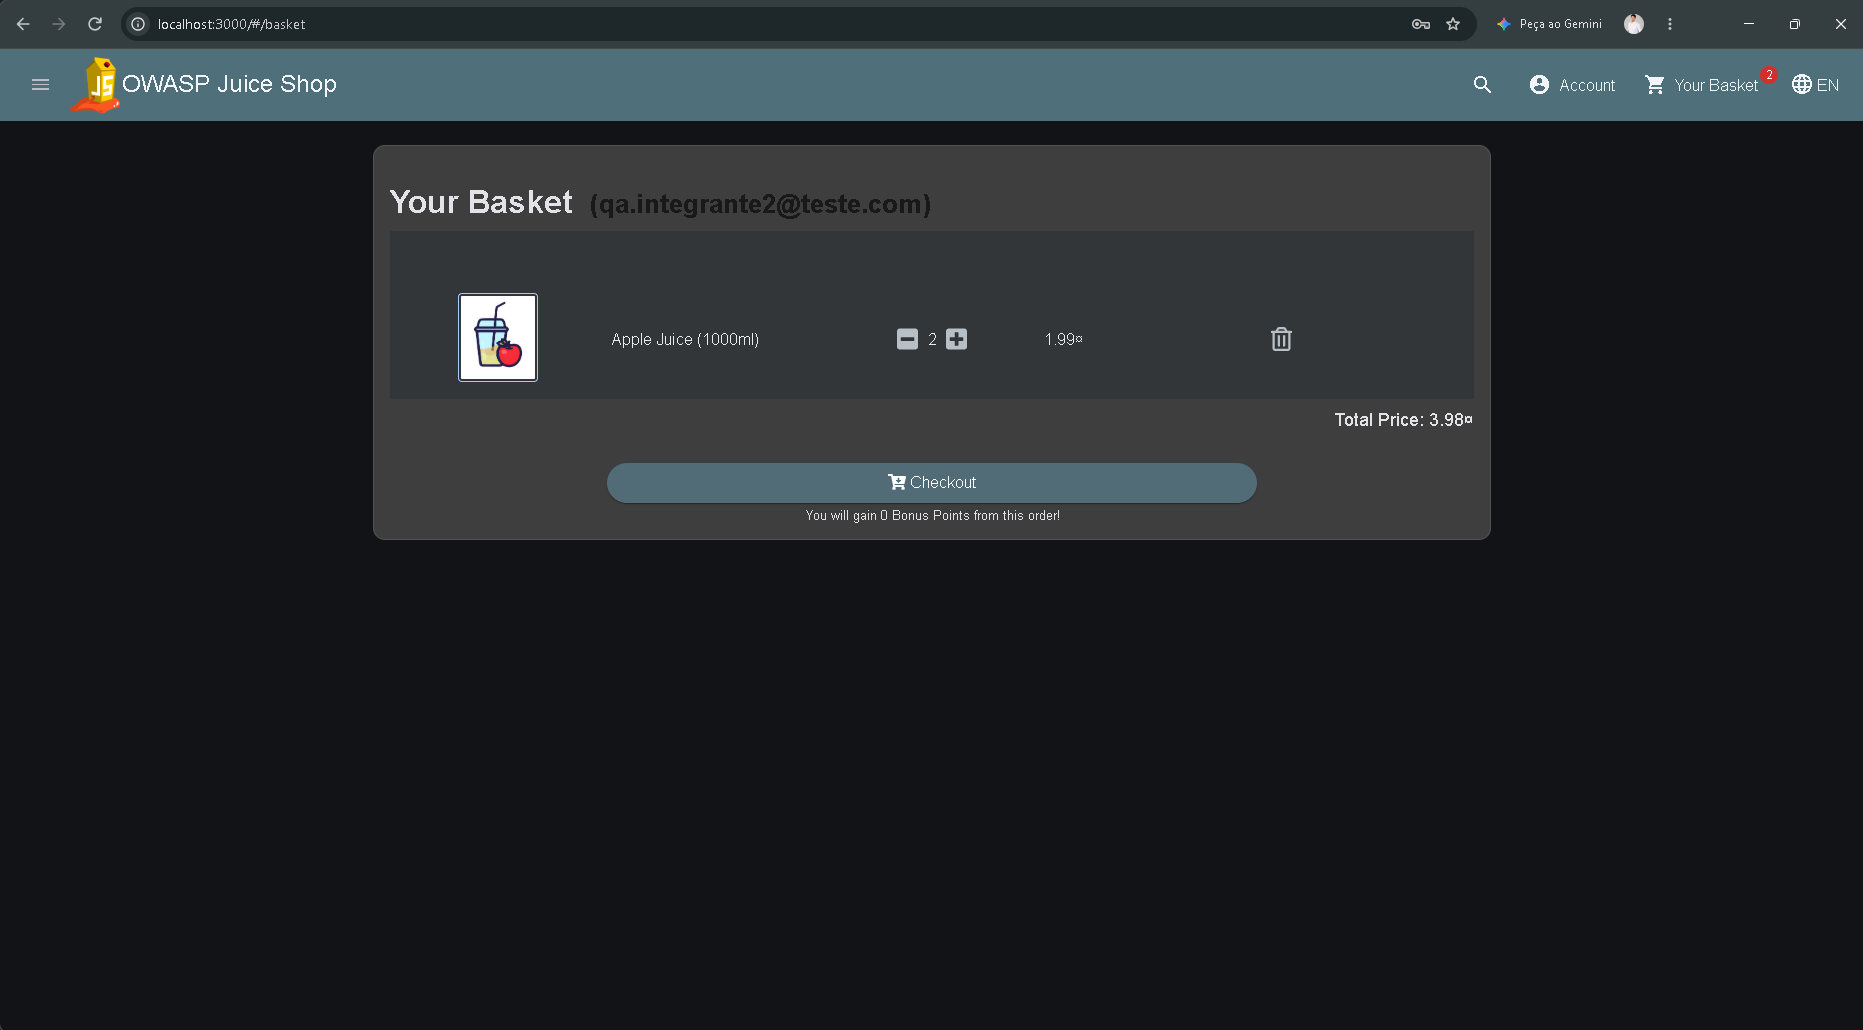 localhost:3000/#/basket
Peça ao Gemini
JS
OWASP Juice Shop
Account
Your Basket
2
EN
Your Basket (qa.integrante2@teste.com)
Apple Juice (1000ml)
2
1.99¤
Total Price: 3.98¤
Checkout
You will gain 0 Bonus Points from this order!